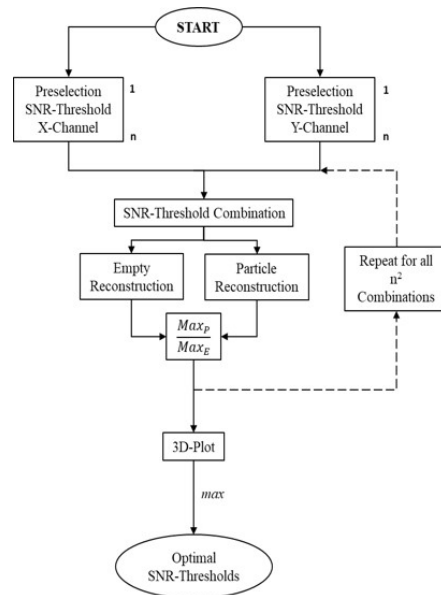 START
Preselection
SNR-Threshold
X-Channel
1
n
Preselection
SNR-Threshold
Y-Channel
1
n
SNR-Threshold Combination
Empty
Reconstruction
Particle
Reconstruction
Repeat for all
n²
Combinations
Max_P
Max_E
3D-Plot
max
Optimal
SNR-Thresholds